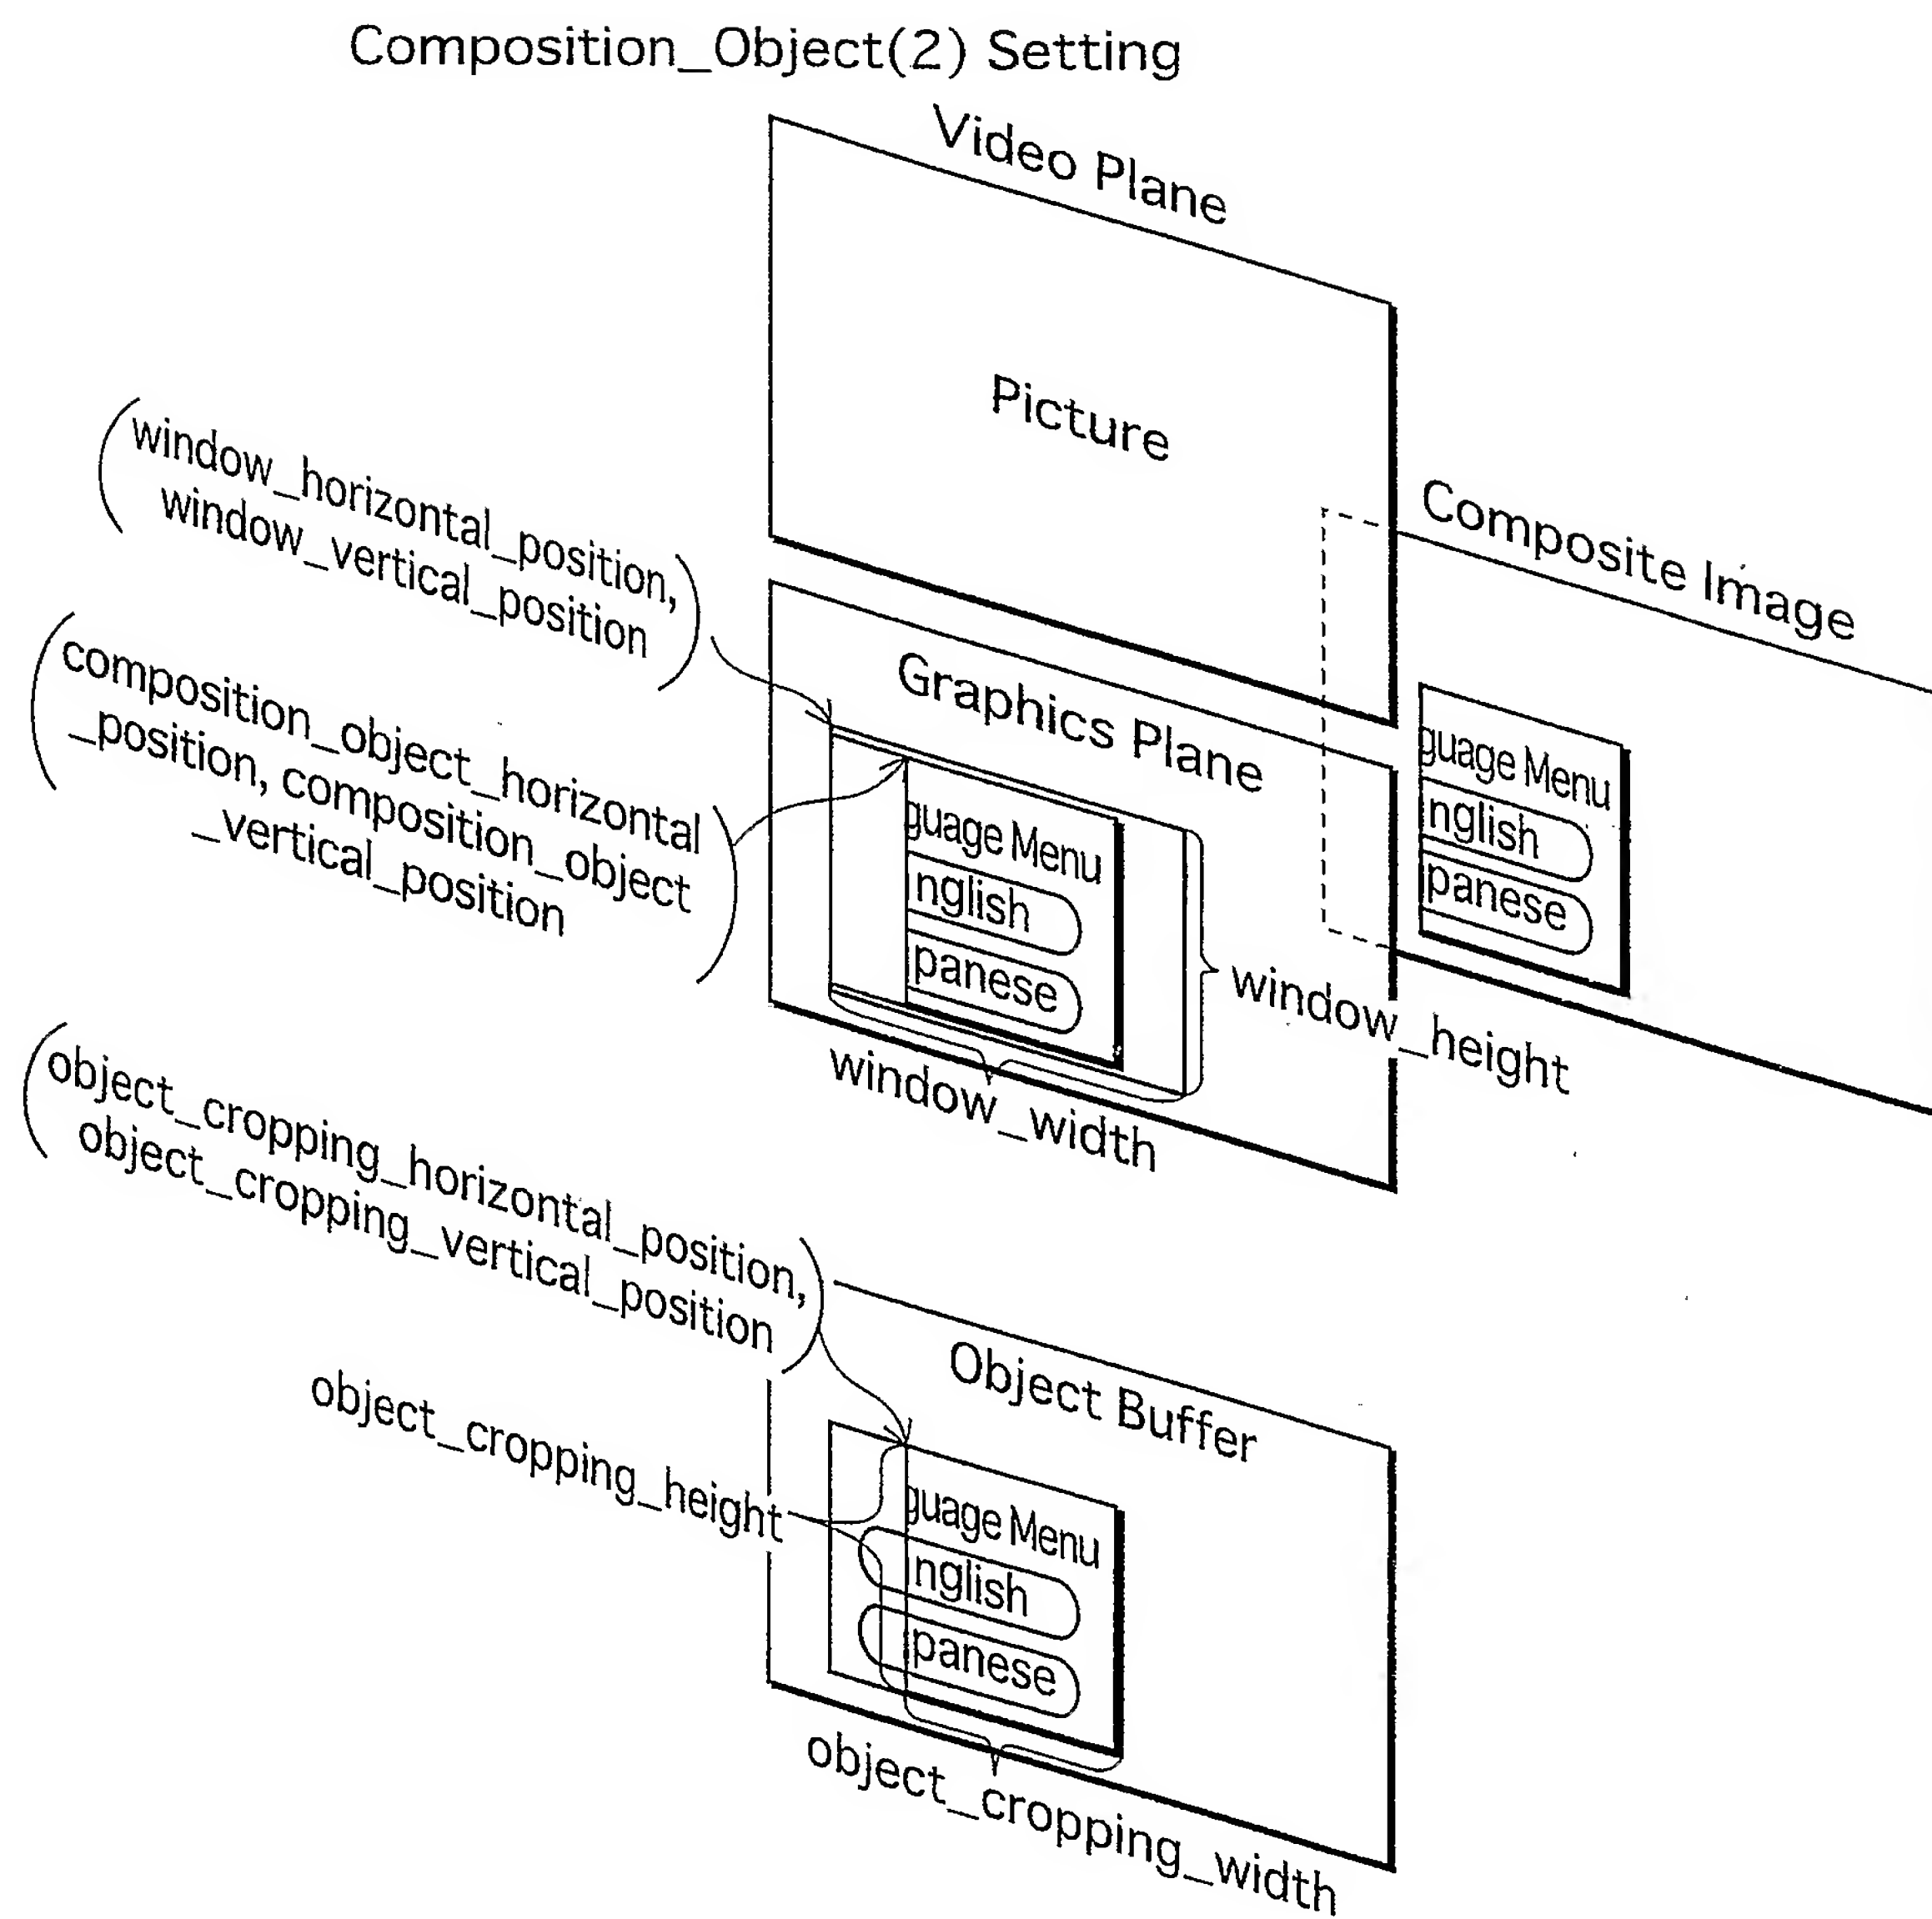 Composition_Object(2) Setting
Video Plane
Picture
(window_horizontal_position,
window_vertical_position)
Composite Image
guage Menu
nglish
panese
(composition_object_horizontal
_position, composition_object
_vertical_position)
Graphics Plane
guage Menu
nglish
panese
window_height
window_width
(object_cropping_horizontal_position,
object_cropping_vertical_position)
Object Buffer
object_cropping_height
guage Menu
nglish
panese
object_cropping_width